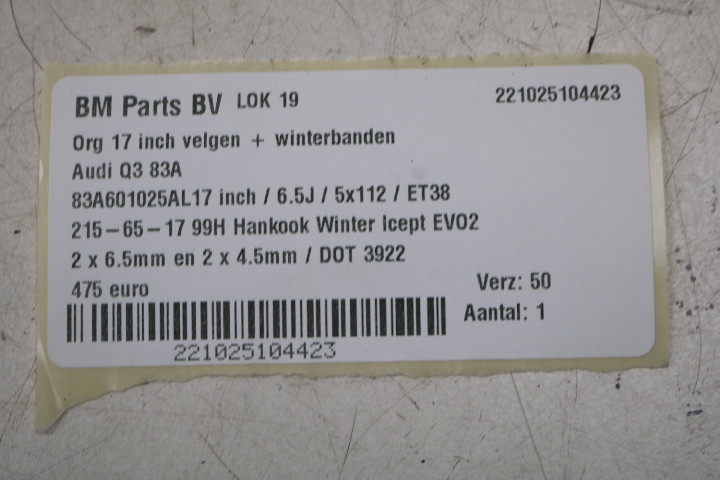 BM Parts BV LOK 19 221025104423
Org 17 inch velgen + winterbanden
Audi Q3 83A
83A601025AL17 inch / 6.5J / 5x112 / ET38
215-65-17 99H Hankook Winter Icept EVO2
2 x 6.5mm en 2 x 4.5mm / DOT 3922
475 euro Verz: 50
Aantal: 1
221025104423